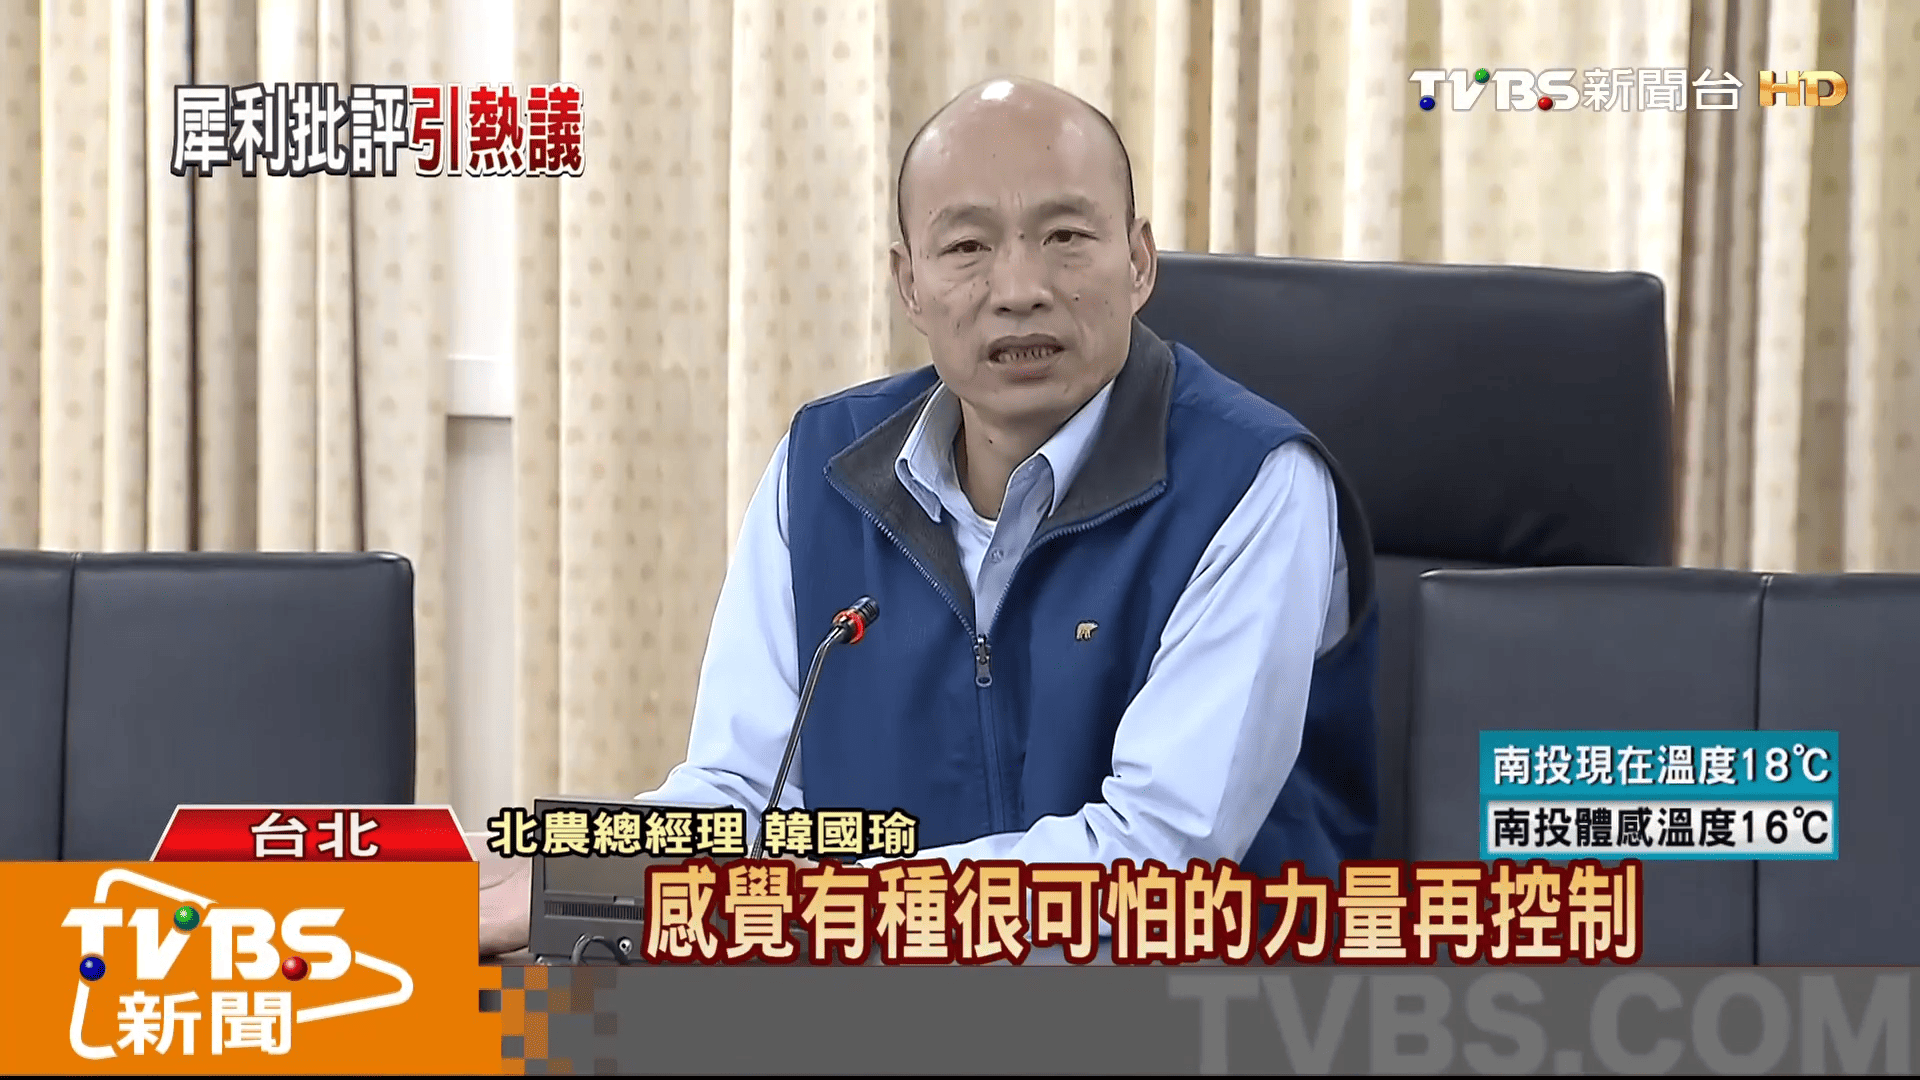 犀利批評引熱議
TVBS新聞台 HD
南投現在溫度18℃
南投體感溫度16℃
台北
北農總經理 韓國瑜
感覺有種很可怕的力量再控制
TVBS
新聞
TVBS.COM